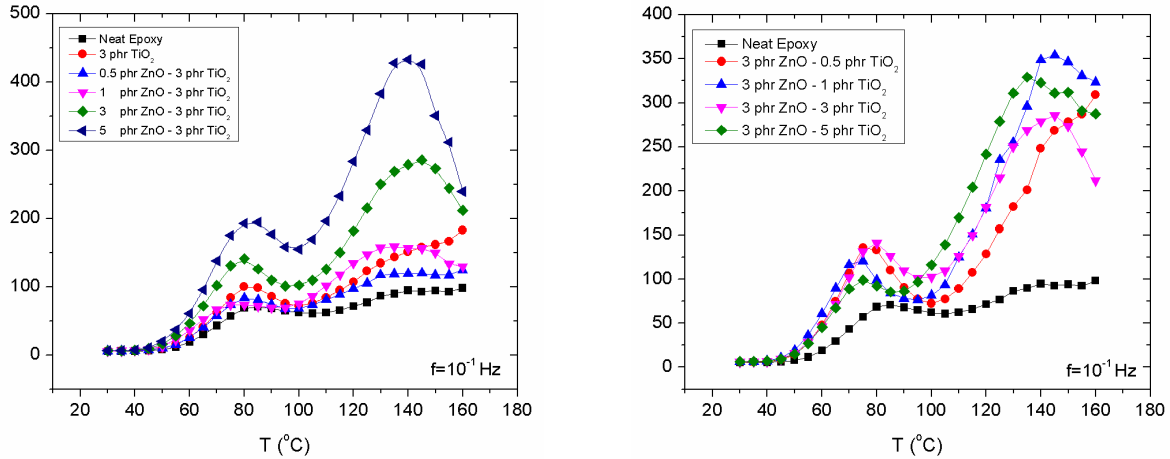 500
400
300
200
100
0
Neat Epoxy
3 phr TiO₂
0.5 phr ZnO - 3 phr TiO₂
1 phr ZnO - 3 phr TiO₂
3 phr ZnO - 3 phr TiO₂
5 phr ZnO - 3 phr TiO₂
f=10⁻¹ Hz
20 40 60 80 100 120 140 160 180
T (°C)
400
350
300
250
200
150
100
50
0
Neat Epoxy
3 phr ZnO - 0.5 phr TiO₂
3 phr ZnO - 1 phr TiO₂
3 phr ZnO - 3 phr TiO₂
3 phr ZnO - 5 phr TiO₂
f=10⁻¹ Hz
20 40 60 80 100 120 140 160 180
T (°C)